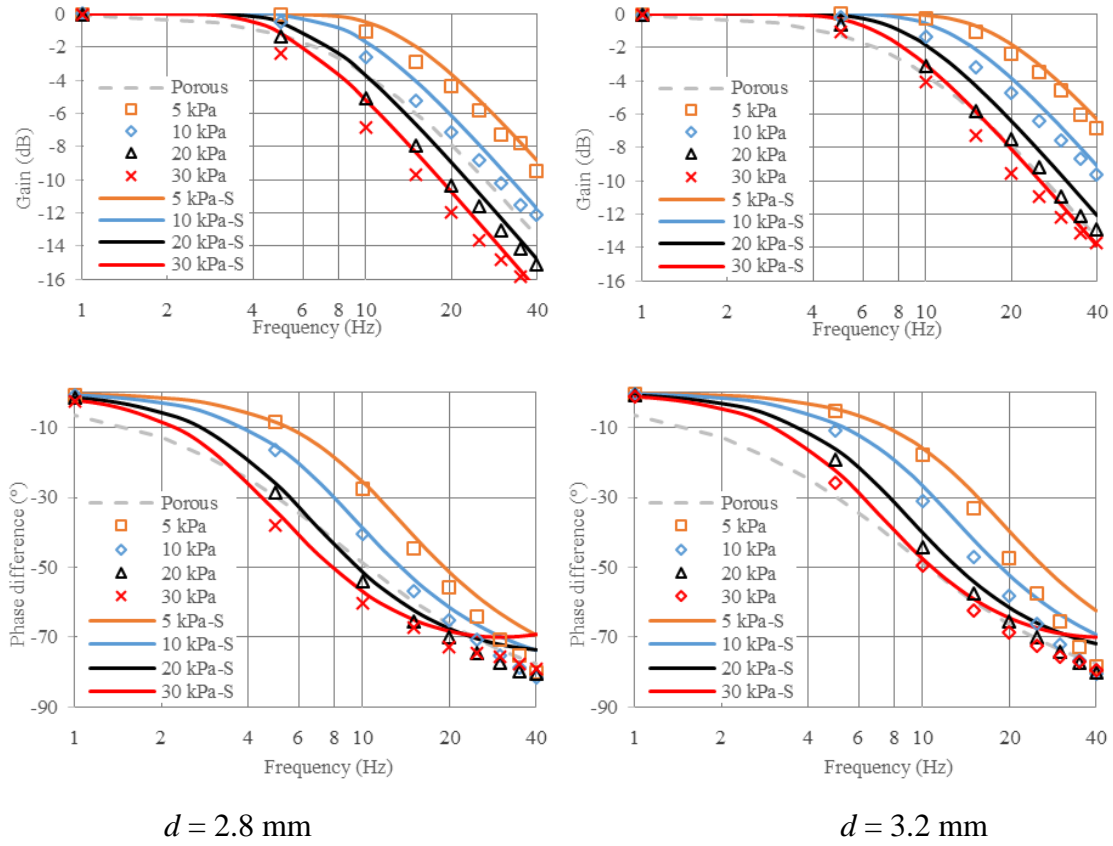 0
-2
-4
-6
-8
-10
-12
-14
-16
Gain (dB)
Porous
5 kPa
10 kPa
20 kPa
30 kPa
5 kPa-S
10 kPa-S
20 kPa-S
30 kPa-S
1 2 4 6 8 10 20 40
Frequency (Hz)
0
-2
-4
-6
-8
-10
-12
-14
-16
Gain (dB)
Porous
5 kPa
10 kPa
20 kPa
30 kPa
5 kPa-S
10 kPa-S
20 kPa-S
30 kPa-S
1 2 4 6 8 10 20 40
Frequency (Hz)
-10
-30
-50
-70
-90
Phase difference (°)
Porous
5 kPa
10 kPa
20 kPa
30 kPa
5 kPa-S
10 kPa-S
20 kPa-S
30 kPa-S
1 2 4 6 8 10 20 40
Frequency (Hz)
-10
-30
-50
-70
-90
Phase difference (°)
Porous
5 kPa
10 kPa
20 kPa
30 kPa
5 kPa-S
10 kPa-S
20 kPa-S
30 kPa-S
1 2 4 6 8 10 20 40
Frequency (Hz)
d = 2.8 mm
d = 3.2 mm